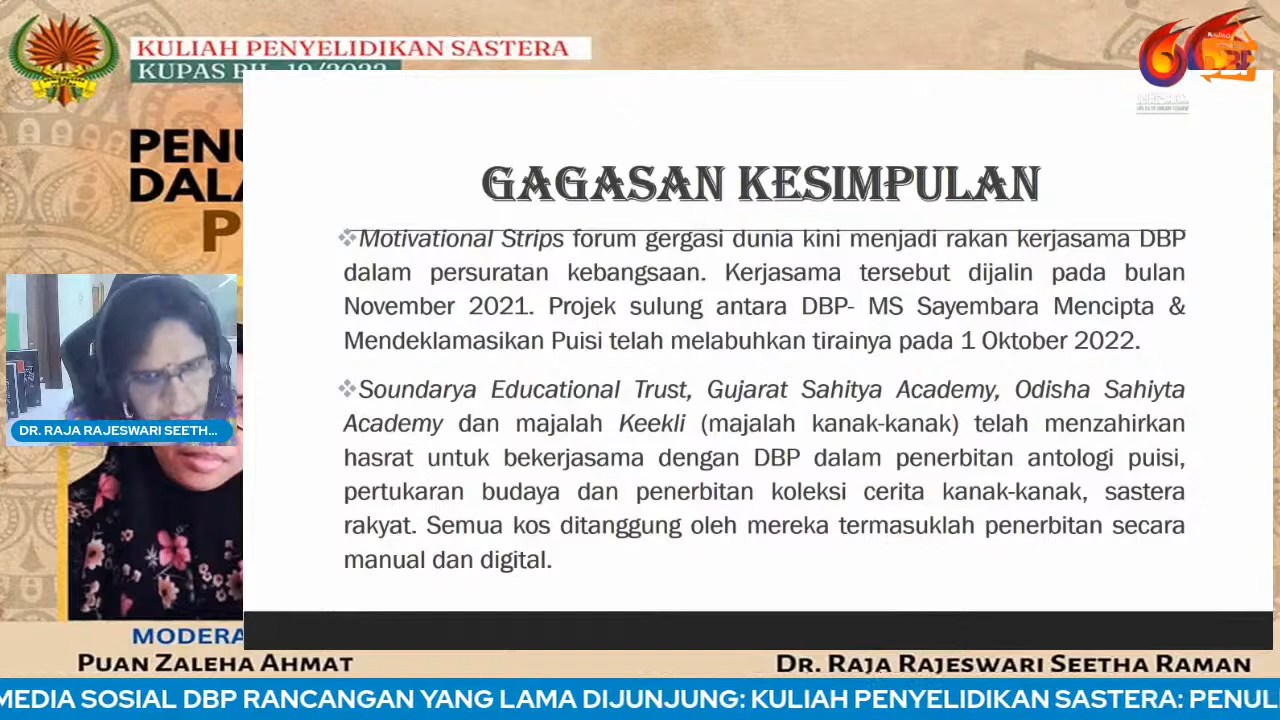 KULIAH PENYELIDIKAN SASTERA
KUPAS BIL. 19/2022
PENU
DALA
P
GAGASAN KESIMPULAN
Motivational Strips forum gergasi dunia kini menjadi rakan kerjasama DBP
dalam persuratan kebangsaan. Kerjasama tersebut dijalin pada bulan
November 2021. Projek sulung antara DBP- MS Sayembara Mencipta &
Mendeklamasikan Puisi telah melabuhkan tirainya pada 1 Oktober 2022.
Soundarya Educational Trust, Gujarat Sahitya Academy, Odisha Sahiyta
Academy dan majalah Keekli (majalah kanak-kanak) telah menzahirkan
hasrat untuk bekerjasama dengan DBP dalam penerbitan antologi puisi,
pertukaran budaya dan penerbitan koleksi cerita kanak-kanak, sastera
rakyat. Semua kos ditanggung oleh mereka termasuklah penerbitan secara
manual dan digital.
DR. RAJA RAJESWARI SEETH...
MODERA
PUAN ZALEHA AHMAT
DR. RAJA RAJESWARI SEETHA RAMAN
MEDIA SOSIAL DBP RANCANGAN YANG LAMA DIJUNJUNG: KULIAH PENYELIDIKAN SASTERA: PENUL